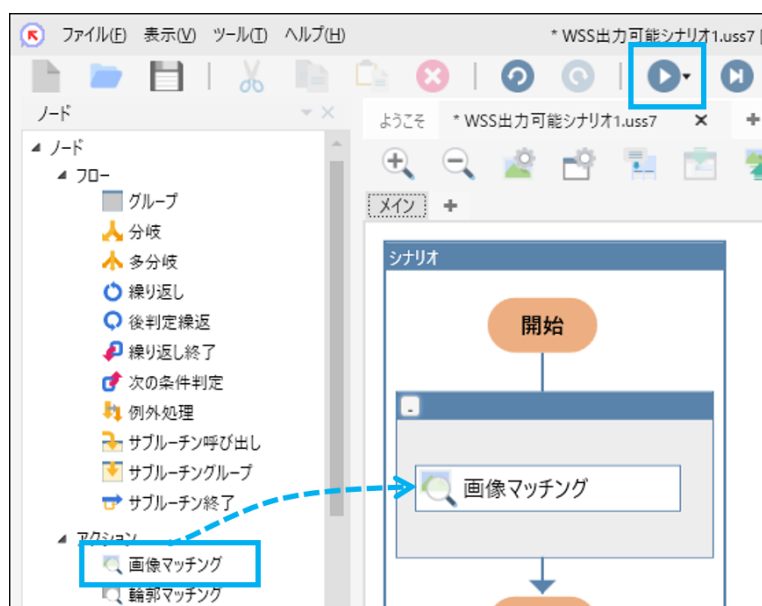 ファイル(F) 表示(V) ツール(T) ヘルプ(H)
* WSS出力可能シナリオ1.uss7 [
ノード
ようこそ * WSS出力可能シナリオ1.uss7
ノード
フロー
グループ
分岐
多分岐
繰り返し
後判定繰返
繰り返し終了
次の条件判定
例外処理
サブルーチン呼び出し
サブルーチングループ
サブルーチン終了
アクション
画像マッチング
輪郭マッチング
メイン
シナリオ
開始
-
画像マッチング